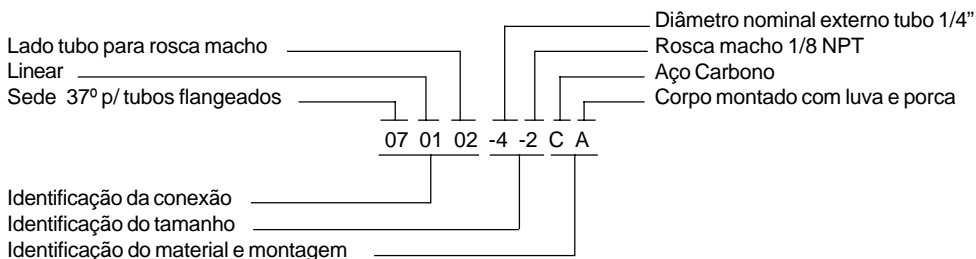 Diâmetro nominal externo tubo 1/4”
Lado tubo para rosca macho
Rosca macho 1/8 NPT
Linear
Aço Carbono
Sede 37º p/ tubos flangeados
Corpo montado com luva e porca
07 01 02 -4 -2 C A
Identificação da conexão
Identificação do tamanho
Identificação do material e montagem